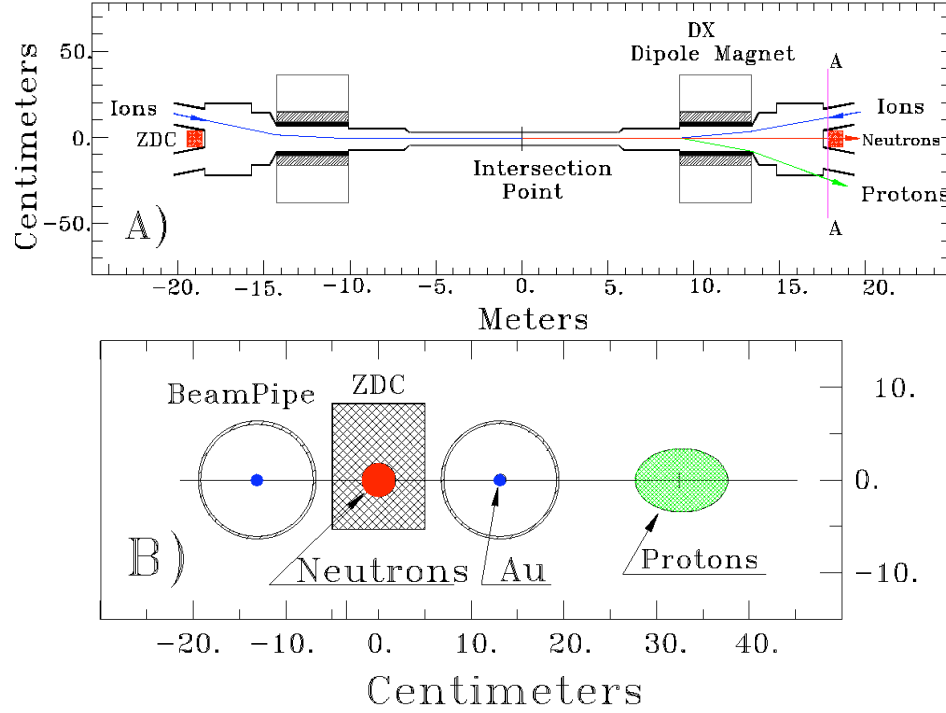 Centimeters
50.
0.
-50.
DX
Dipole Magnet
A
Ions
Ions
ZDC
Neutrons
Intersection
Point
Protons
A
A)
-20. -15. -10. -5. 0. 5. 10. 15. 20.
Meters
BeamPipe
ZDC
10.
0.
-10.
B)
Neutrons
Au
Protons
-20. -10. 0. 10. 20. 30. 40.
Centimeters